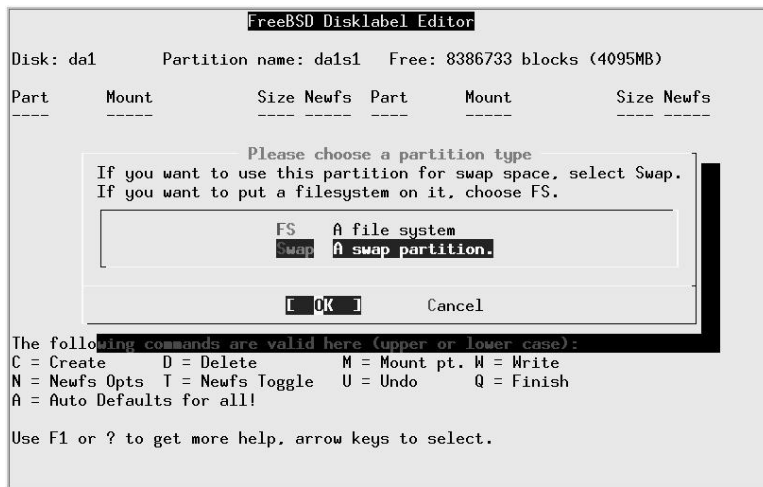 FreeBSD Disklabel Editor
Disk: da1 Partition name: da1s1 Free: 8386733 blocks (4095MB)
Part Mount Size Newfs Part Mount Size Newfs
---- ----- ---- ----- ---- ----- ---- -----
Please choose a partition type
If you want to use this partition for swap space, select Swap.
If you want to put a filesystem on it, choose FS.
FS A file system
Swap A swap partition.
[ OK ] Cancel
The following commands are valid here (upper or lower case):
C = Create D = Delete M = Mount pt. W = Write
N = Newfs Opts T = Newfs Toggle U = Undo Q = Finish
A = Auto Defaults for all!
Use F1 or ? to get more help, arrow keys to select.